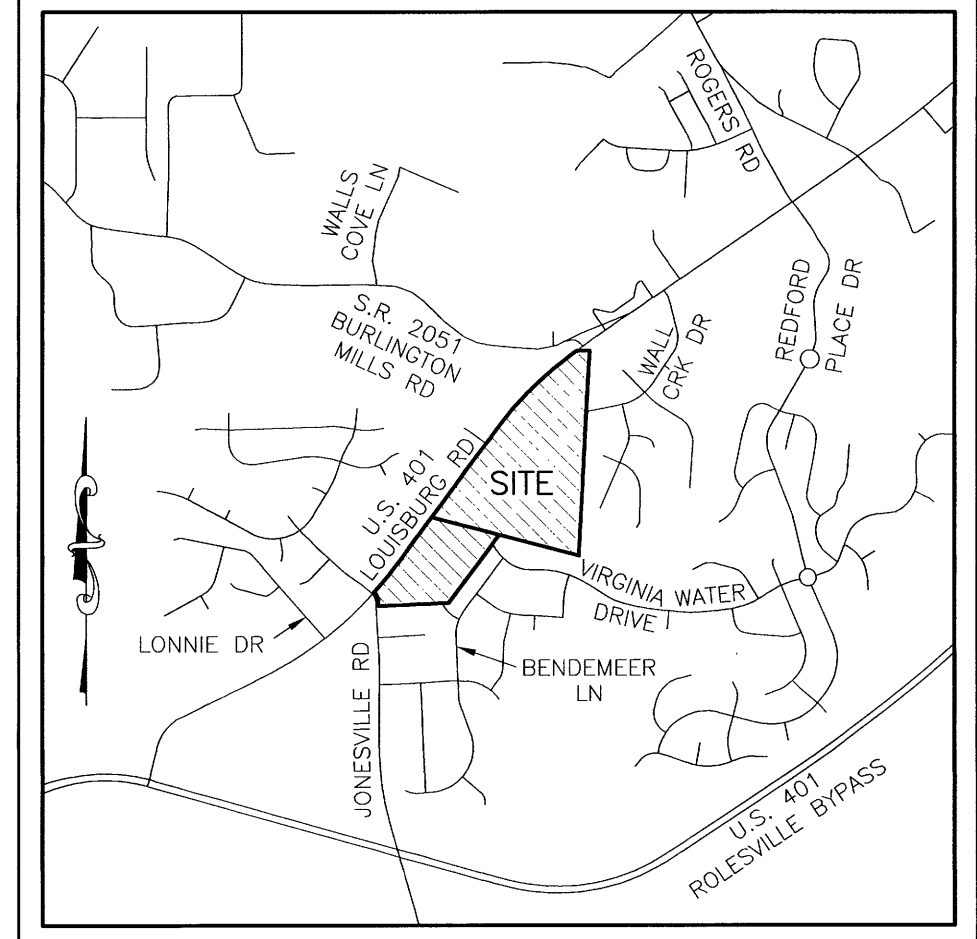 ROGERS RD
WALLS
COVE LN
REDFORD
PLACE DR
S.R. 2051
BURLINGTON
MILLS RD
WALL
CRK DR
U.S. 401
LOUISBURG RD
SITE
VIRGINIA WATER
DRIVE
LONNIE DR
BENDEMEER
LN
JONESVILLE RD
U.S. 401
ROLESVILLE BYPASS